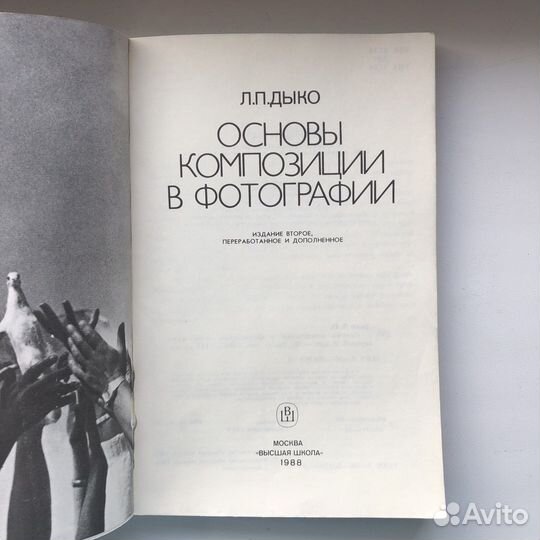 Л.П.ДЫКО
ОСНОВЫ
КОМПОЗИЦИИ
В ФОТОГРАФИИ
ИЗДАНИЕ ВТОРОЕ,
ПЕРЕРАБОТАННОЕ И ДОПОЛНЕННОЕ
МОСКВА
«ВЫСШАЯ ШКОЛА»
1988
Avito